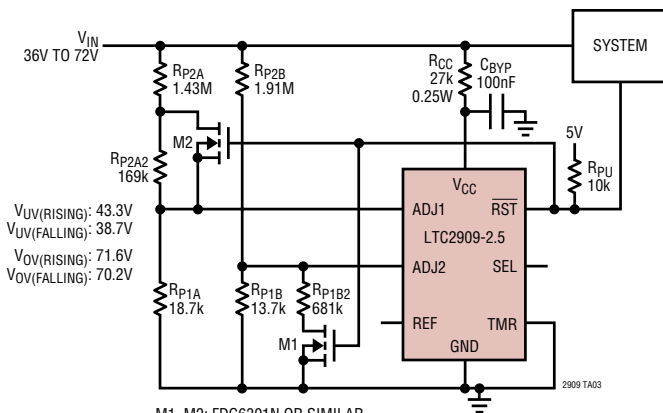 VIN
36V TO 72V
SYSTEM
RP2A
1.43M
RP2B
1.91M
RCC
27k
0.25W
CBYP
100nF
M2
5V
RP2A2
169k
RPU
10k
VCC
VUV(RISING): 43.3V
VUV(FALLING): 38.7V
VOV(RISING): 71.6V
VOV(FALLING): 70.2V
ADJ1
RST
LTC2909-2.5
ADJ2
SEL
RP1A
18.7k
RP1B
13.7k
RP1B2
681k
REF
TMR
M1
GND
2909 TA03
M1, M2: FDG6301N OR SIMILAR